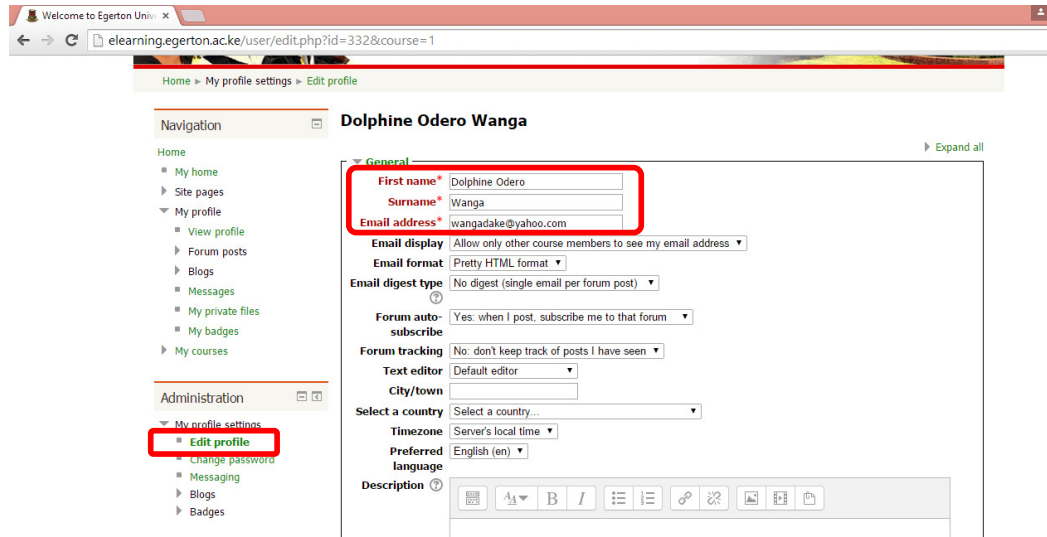 Welcome to Egerton Univ
elearning.egerton.ac.ke/user/edit.php?id=332&course=1
Home ► My profile settings ► Edit profile
Navigation
Home
My home
Site pages
My profile
View profile
Forum posts
Blogs
Messages
My private files
My badges
My courses
Administration
My profile settings
Edit profile
Change password
Messaging
Blogs
Badges
Dolphine Odero Wanga
Expand all
General
First name* Dolphine Odero
Surname* Wanga
Email address* wangadake@yahoo.com
Email display Allow only other course members to see my email address
Email format Pretty HTML format
Email digest type No digest (single email per forum post)
Forum auto-
subscribe Yes: when I post, subscribe me to that forum
Forum tracking No: don't keep track of posts I have seen
Text editor Default editor
City/town
Select a country Select a country...
Timezone Server's local time
Preferred
language English (en)
Description